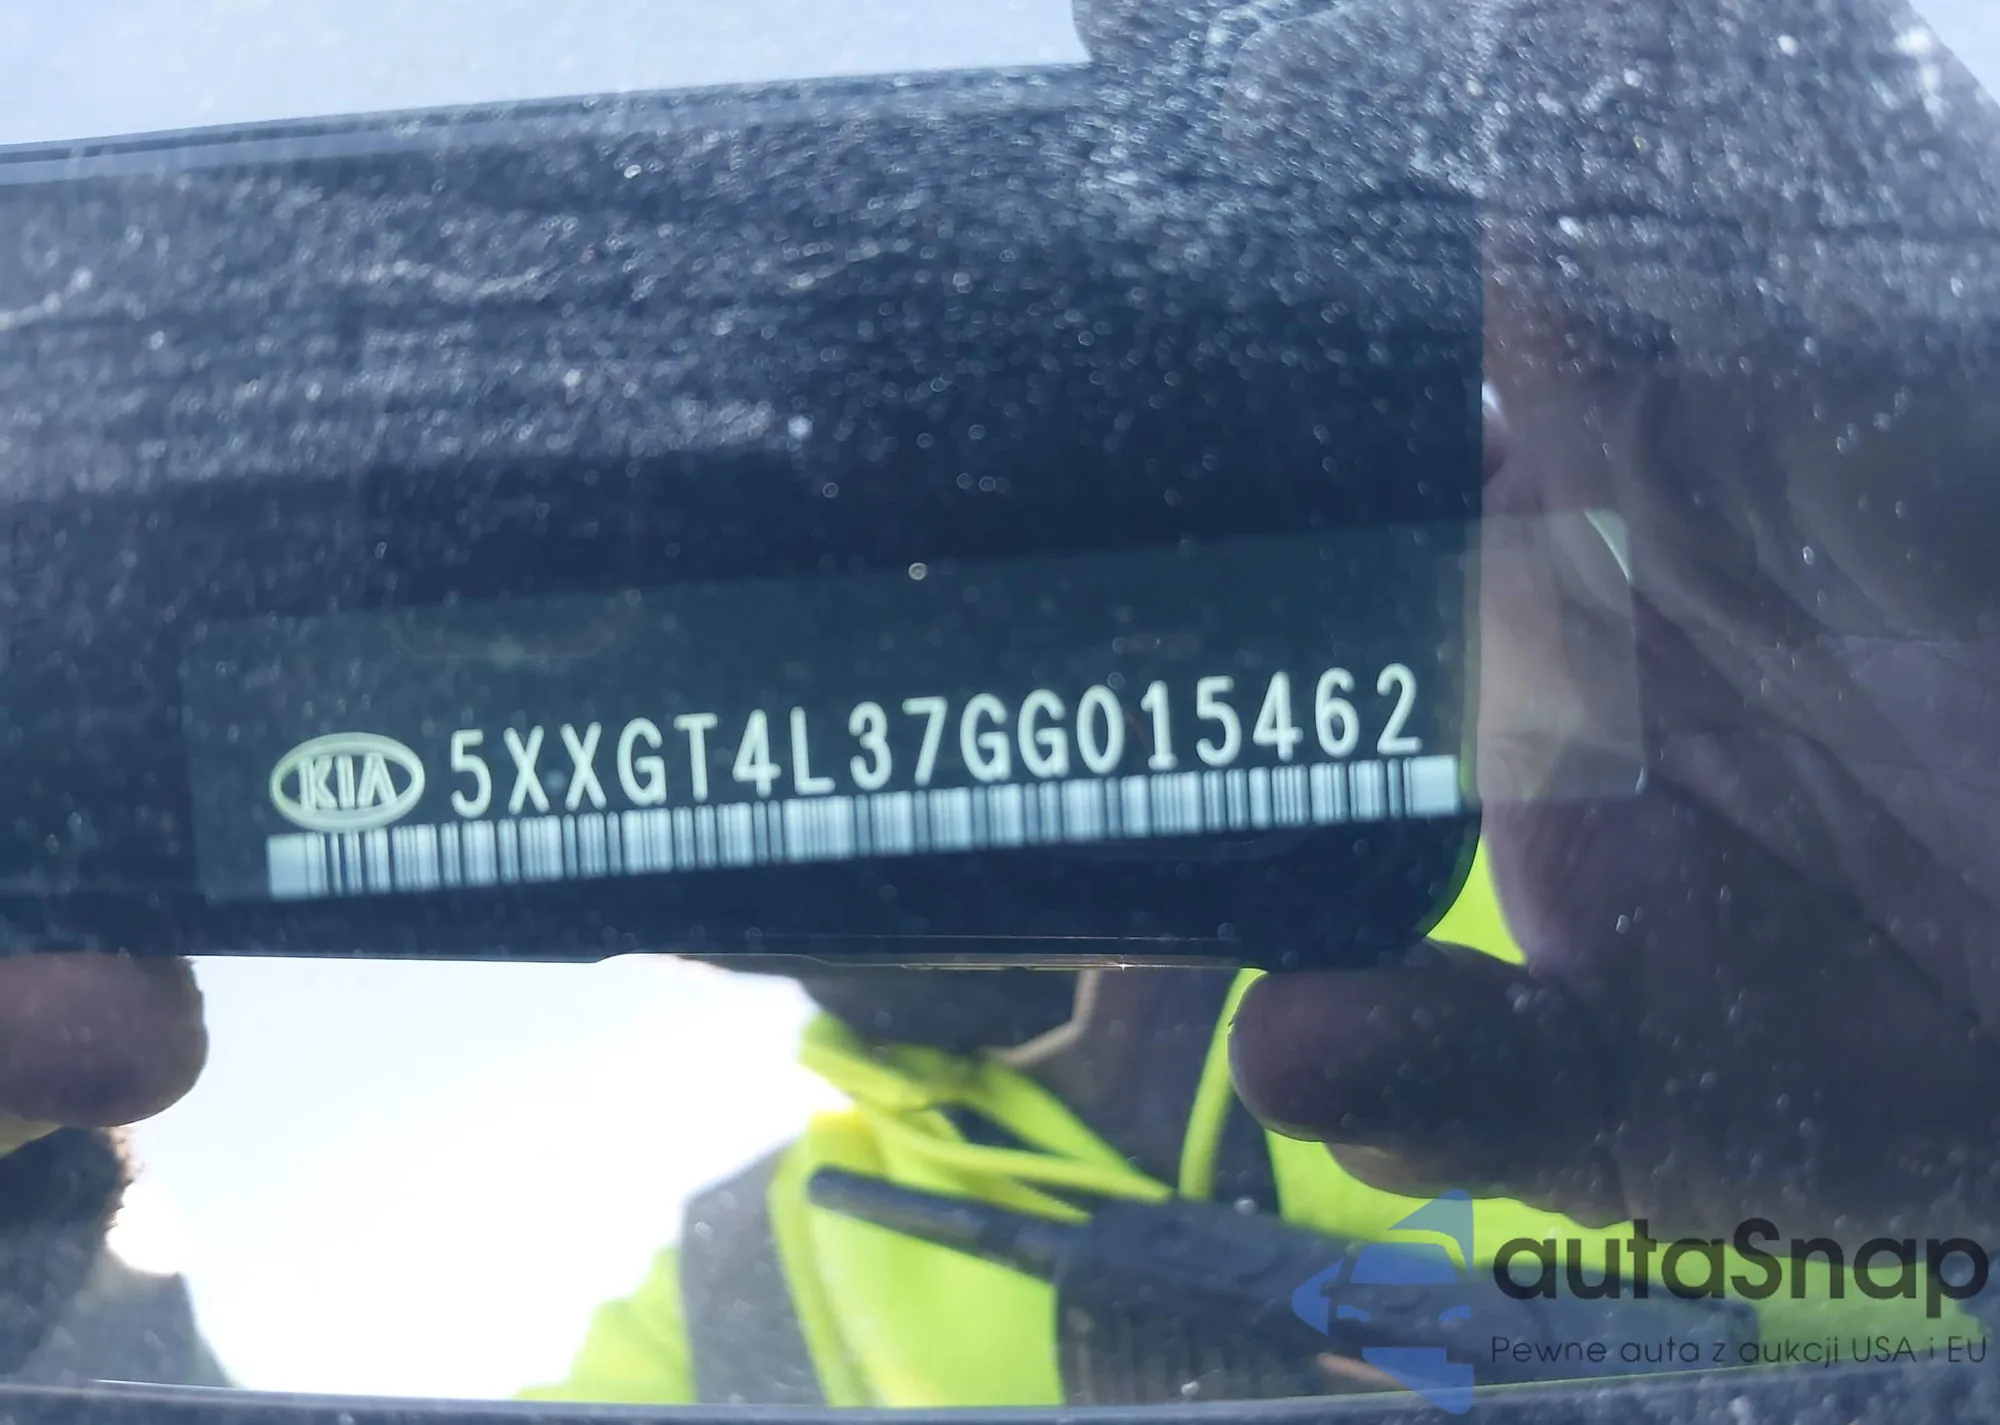 KIA 5XXGT4L37GG015462
autaSnap
Pewne auta z aukcji USA i EU